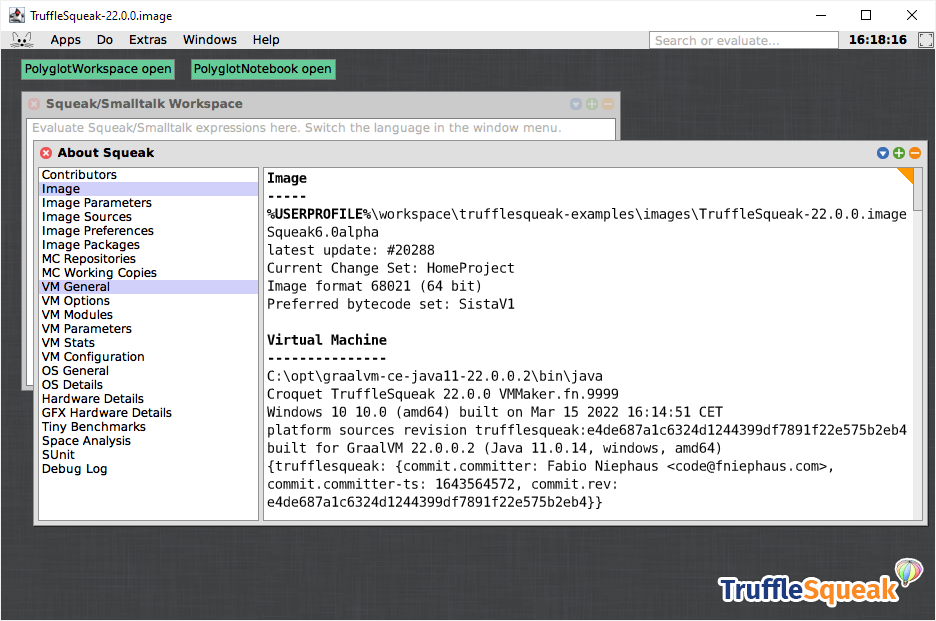 TruffleSqueak-22.0.0.image
Apps Do Extras Windows Help Search or evaluate... 16:18:16
PolyglotWorkspace open PolyglotNotebook open
Squeak/Smalltalk Workspace
Evaluate Squeak/Smalltalk expressions here. Switch the language in the window menu.
About Squeak
Contributors
Image
Image Parameters
Image Sources
Image Preferences
Image Packages
MC Repositories
MC Working Copies
VM General
VM Options
VM Modules
VM Parameters
VM Stats
VM Configuration
OS General
OS Details
Hardware Details
GFX Hardware Details
Tiny Benchmarks
Space Analysis
SUnit
Debug Log
Image
-----
%USERPROFILE%\workspace\trufflesqueak-examples\images\TruffleSqueak-22.0.0.image
Squeak6.0alpha
latest update: #20288
Current Change Set: HomeProject
Image format 68021 (64 bit)
Preferred bytecode set: SistaV1
Virtual Machine
---------------
C:\opt\graalvm-ce-java11-22.0.0.2\bin\java
Croquet TruffleSqueak 22.0.0 VMMaker.fn.9999
Windows 10 10.0 (amd64) built on Mar 15 2022 16:14:51 CET
platform sources revision trufflesqueak:e4de687a1c6324d1244399df7891f22e575b2eb4
built for GraalVM 22.0.0.2 (Java 11.0.14, windows, amd64)
{trufflesqueak: {commit.committer: Fabio Niephaus <code@fniephaus.com>,
commit.committer-ts: 1643564572, commit.rev:
e4de687a1c6324d1244399df7891f22e575b2eb4}}
TruffleSqueak